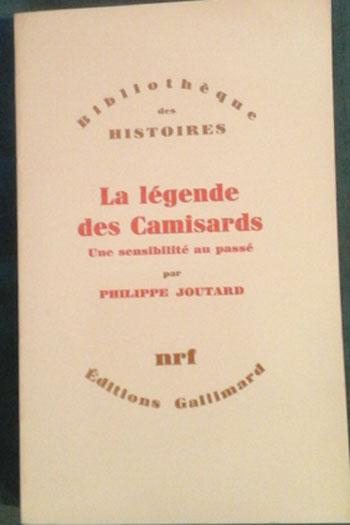 Bibliothèque
des
HISTOIRES
La légende
des Camisards
Une sensibilité au passé
par
PHILIPPE JOUTARD
nrf
Éditions Gallimard